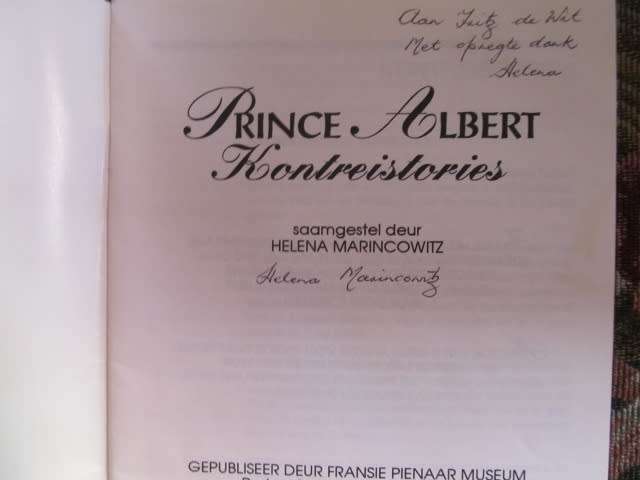 Aan Fritz de Wit
Met opregte dank
Helena
PRINCE ALBERT
Kontreistories
saamgestel deur
HELENA MARINCOWITZ
Helena Marincowitz
GEPUBLISEER DEUR FRANSIE PIENAAR MUSEUM